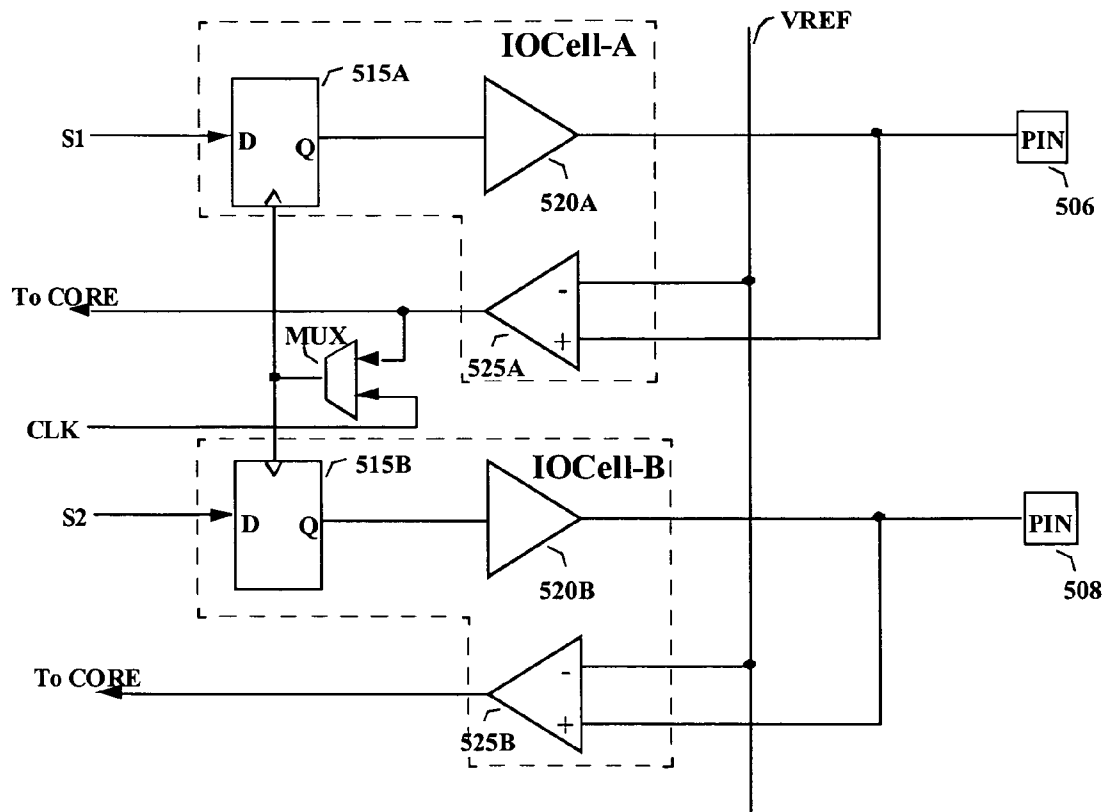 VREF
IOCell-A
515A
S1
D
Q
PIN
520A
506
To CORE
-
MUX
+
525A
CLK
515B
IOCell-B
S2
D
Q
PIN
520B
508
To CORE
-
+
525B